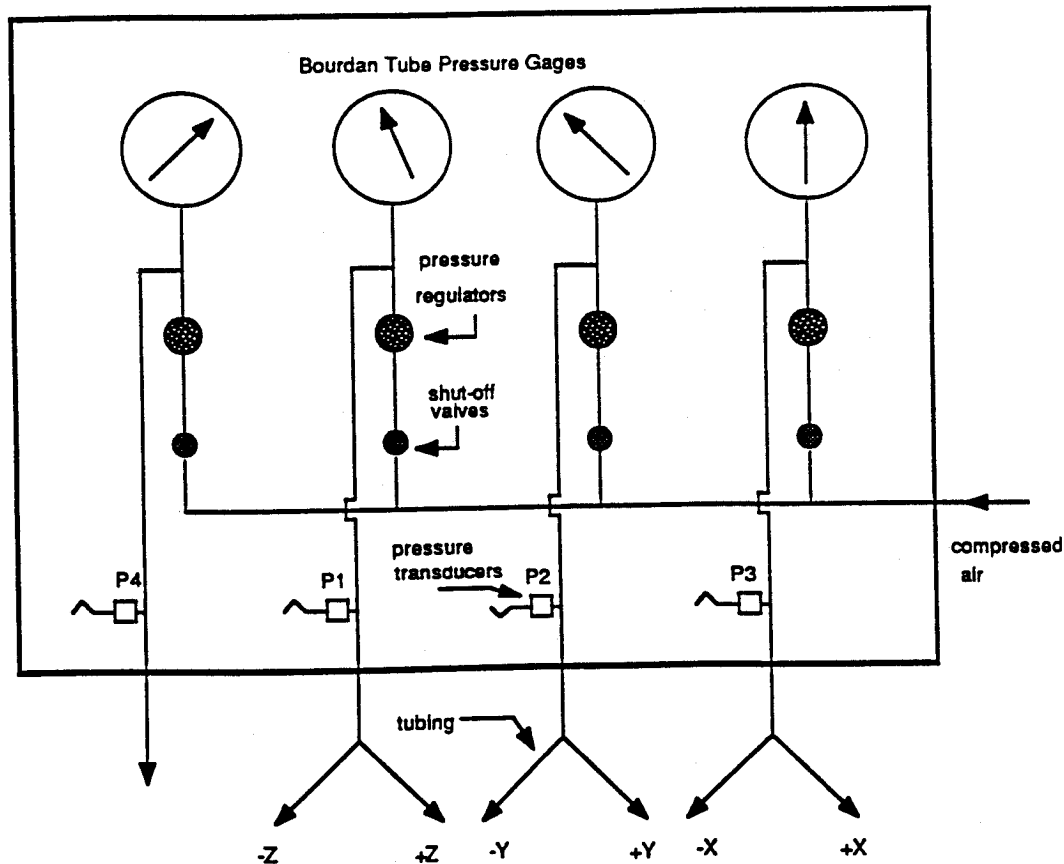 Bourdan Tube Pressure Gages
pressure
regulators
shut-off
valves
compressed
air
pressure
transducers
P4
P1
P2
P3
tubing
-Z
+Z
-Y
+Y
-X
+X